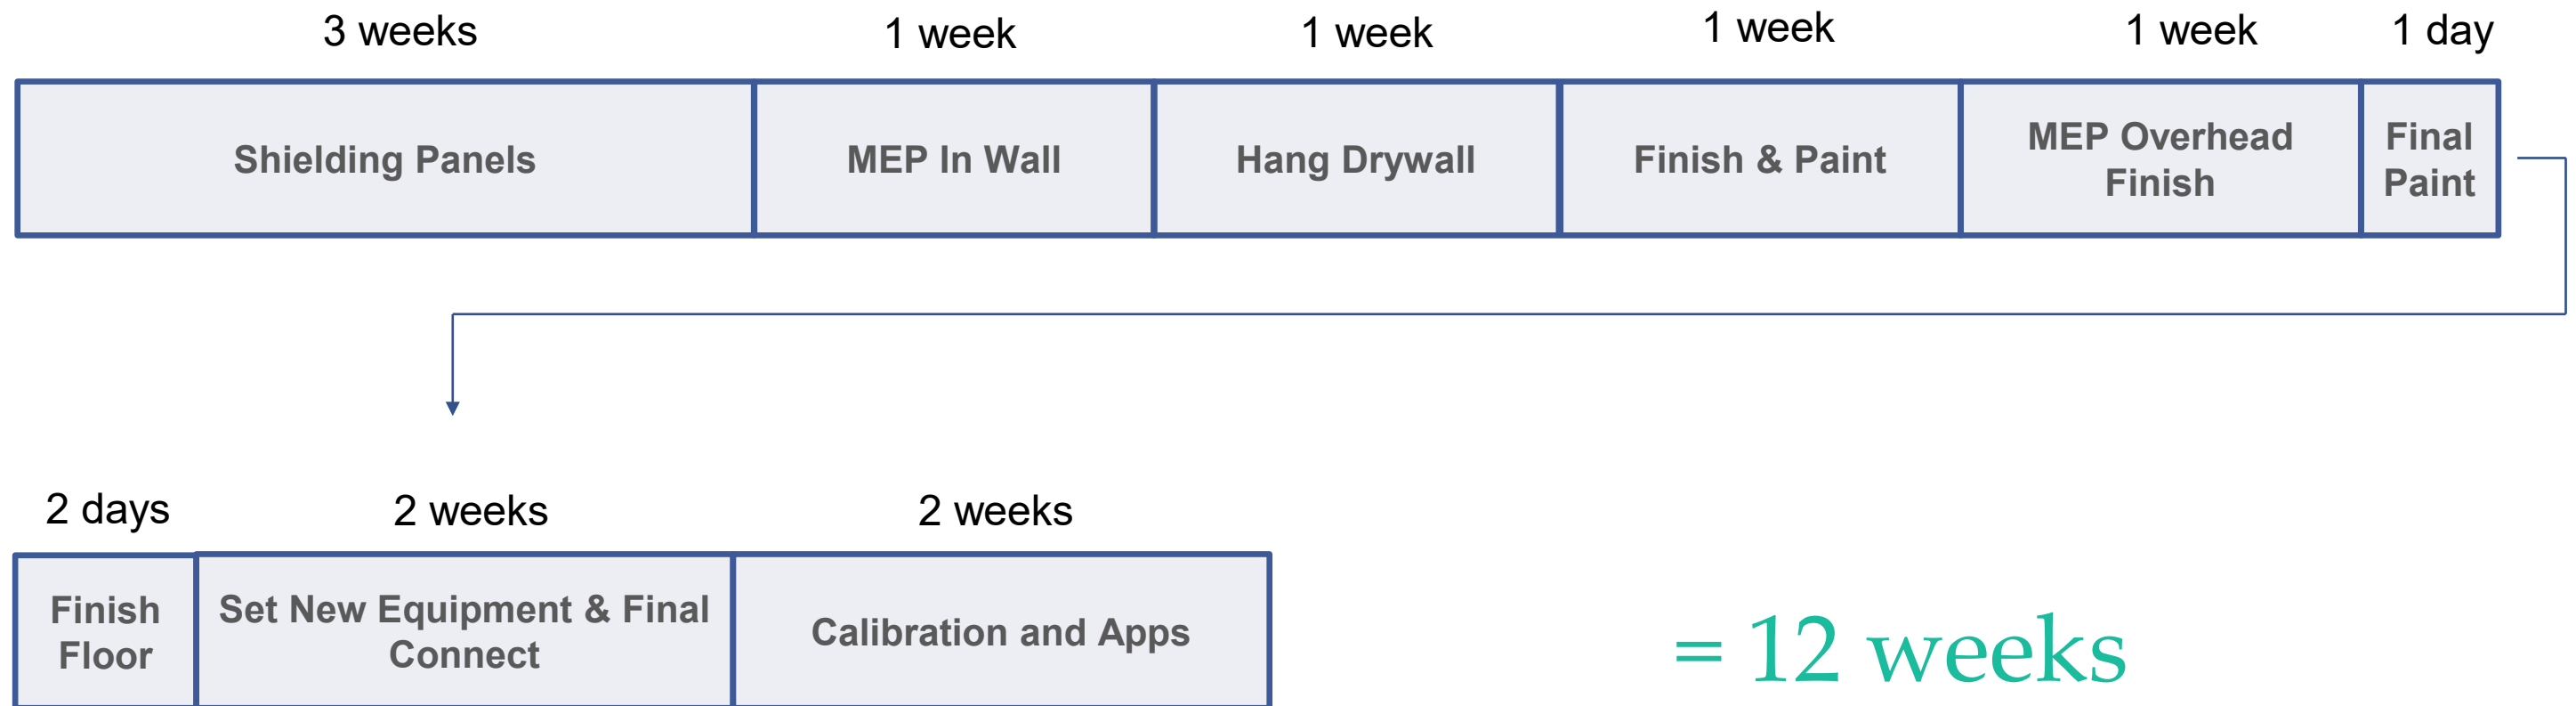 3 weeks
1 week
1 week
1 week
1 week
1 day
Shielding Panels
MEP In Wall
Hang Drywall
Finish & Paint
MEP Overhead
Finish
Final
Paint
2 days
2 weeks
2 weeks
Finish
Floor
Set New Equipment & Final
Connect
Calibration and Apps
= 12 weeks